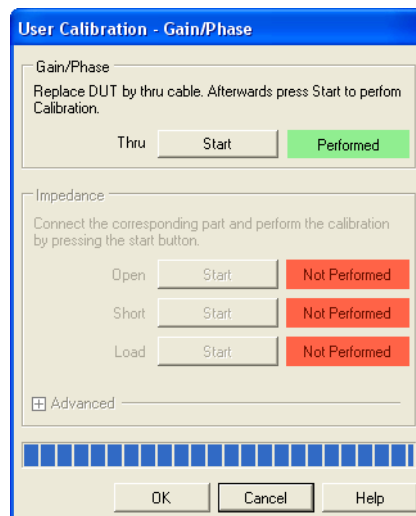 User Calibration - Gain/Phase
Gain/Phase
Replace DUT by thru cable. Afterwards press Start to perfom
Calibration.
Thru Start Performed
Impedance
Connect the corresponding part and perform the calibration
by pressing the start button.
Open Start Not Performed
Short Start Not Performed
Load Start Not Performed
Advanced
OK Cancel Help